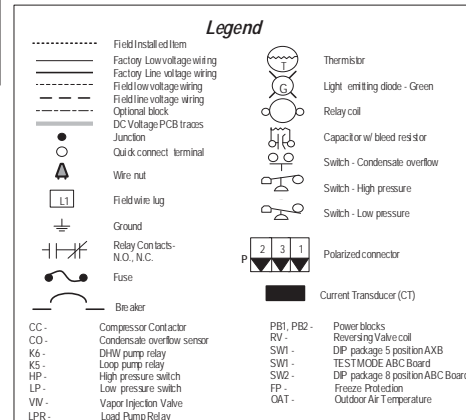 Legend
Field Installed Item
Factory Low voltage wiring
Factory Line voltage wiring
Field low voltage wiring
Field line voltage wiring
Optional block
DC Voltage PCB traces
Junction
Quick connect terminal
Wire nut
L1 Field wire lug
Ground
Relay Contacts-
N.O., N.C.
Fuse
Breaker
T Thermistor
G Light emitting diode - Green
Relay coil
Capacitor w/ bleed resistor
Switch - Condensate overflow
Switch - High pressure
Switch - Low pressure
2 3 1
P Polarized connector
Current Transducer (CT)
CC - Compressor Contactor
CO - Condensate overflow sensor
K6 - DHW pump relay
K5 - Loop pump relay
HP - High pressure switch
LP - Low pressure switch
VIV - Vapor Injection Valve
LPR - Load Pump Relay
PB1, PB2 - Power blocks
RV - Reversing Valve coil
SW1 - DIP package 5 position AXB
SW1 - TEST MODE ABC Board
SW2 - DIP package 8 position ABC Board
FP - Freeze Protection
OAT - Outdoor Air Temperature